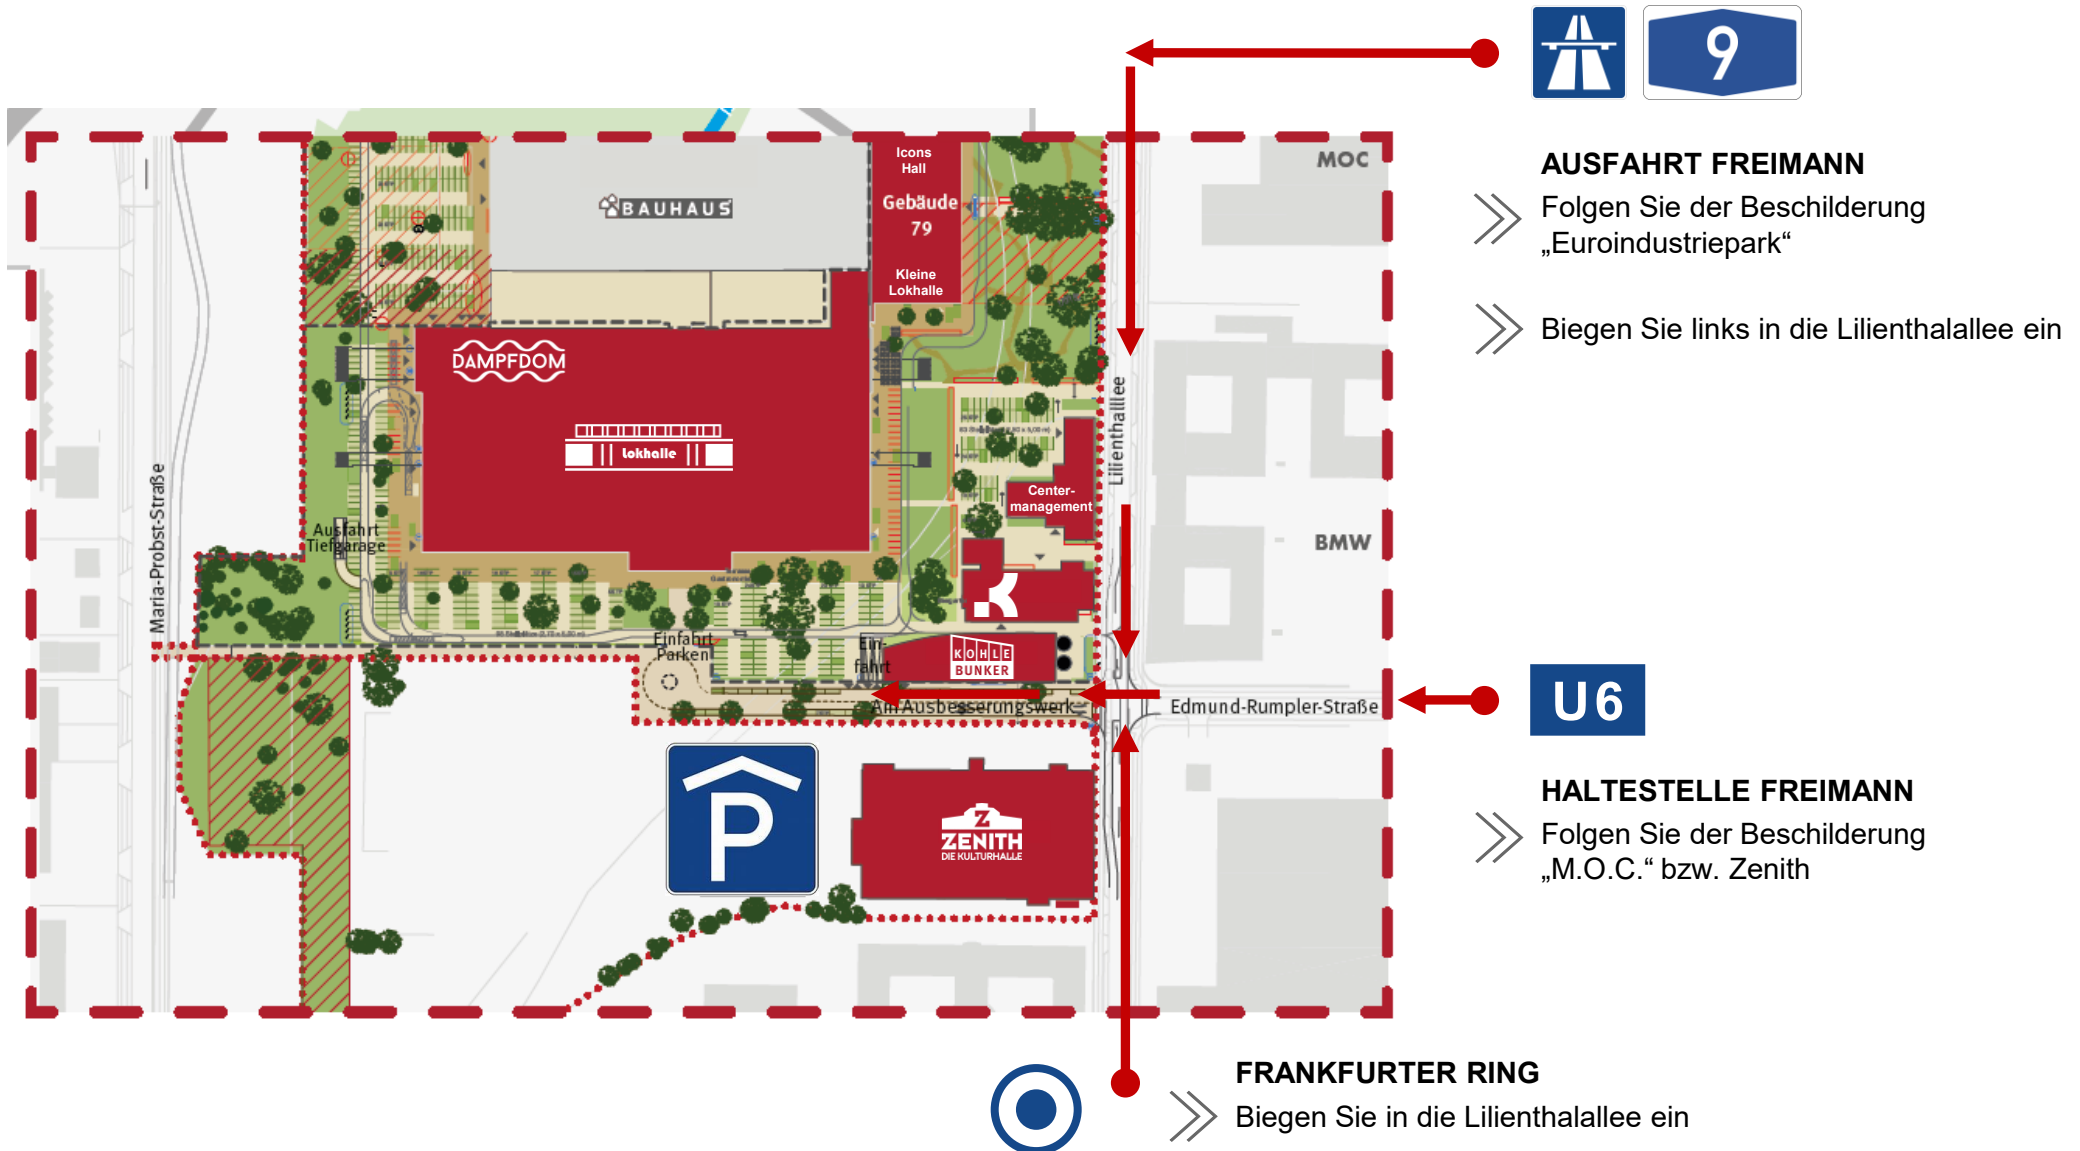 9
AUSFAHRT FREIMANN
Folgen Sie der Beschilderung
„Euroindustriepark“
Biegen Sie links in die Lilienthalallee ein
MOC
Icons
Hall
Gebäude
79
Kleine
Lokhalle
BAUHAUS
DAMPFDOM
Lokhalle
Lilienthalllee
Center-
management
BMW
Maria-Probst-Straße
Ausfahrt
Tiefgarage
Einfahrt
Parken
Ein-
fahrt
K
KOHLE
BUNKER
Am Ausbesserungswerk
Edmund-Rumpler-Straße
U6
HALTESTELLE FREIMANN
Folgen Sie der Beschilderung
„M.O.C.“ bzw. Zenith
P
Z
ZENITH
DIE KULTURHALLE
FRANKFURTER RING
Biegen Sie in die Lilienthalallee ein